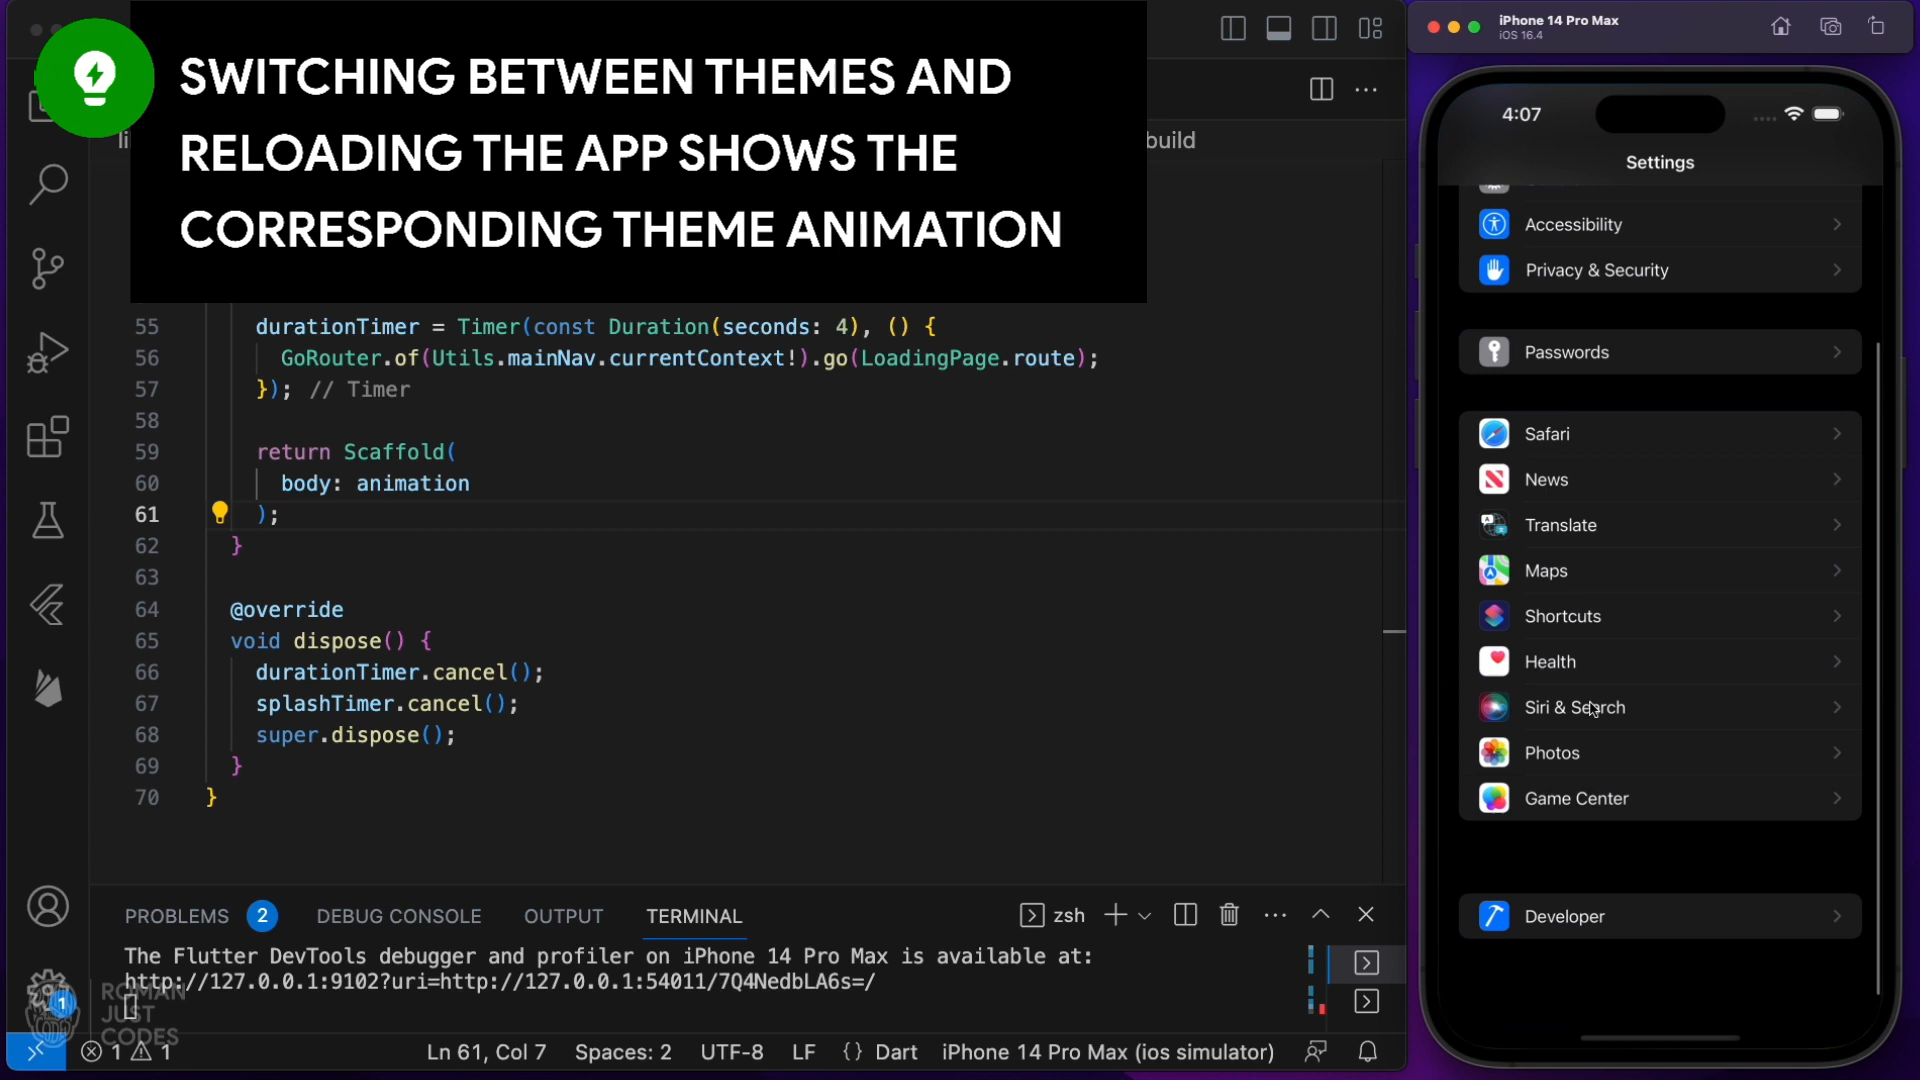 SWITCHING BETWEEN THEMES AND
RELOADING THE APP SHOWS THE
CORRESPONDING THEME ANIMATION
li
build
55 durationTimer = Timer(const Duration(seconds: 4), () {
56 GoRouter.of(Utils.mainNav.currentContext!).go(LoadingPage.route);
57 }); // Timer
58
59 return Scaffold(
60 body: animation
61 );
62 }
63
64 @override
65 void dispose() {
66 durationTimer.cancel();
67 splashTimer.cancel();
68 super.dispose();
69 }
70 }
PROBLEMS 2 DEBUG CONSOLE OUTPUT TERMINAL zsh
The Flutter DevTools debugger and profiler on iPhone 14 Pro Max is available at:
http://127.0.0.1:9102?uri=http://127.0.0.1:54011/7Q4NedbLA6s=/
1
ROMAN
JUST
CODES
1 1 Ln 61, Col 7 Spaces: 2 UTF-8 LF {} Dart iPhone 14 Pro Max (ios simulator)
iPhone 14 Pro Max
iOS 16.4
4:07
Settings
Accessibility
Privacy & Security
Passwords
Safari
News
Translate
Maps
Shortcuts
Health
Siri & Search
Photos
Game Center
Developer